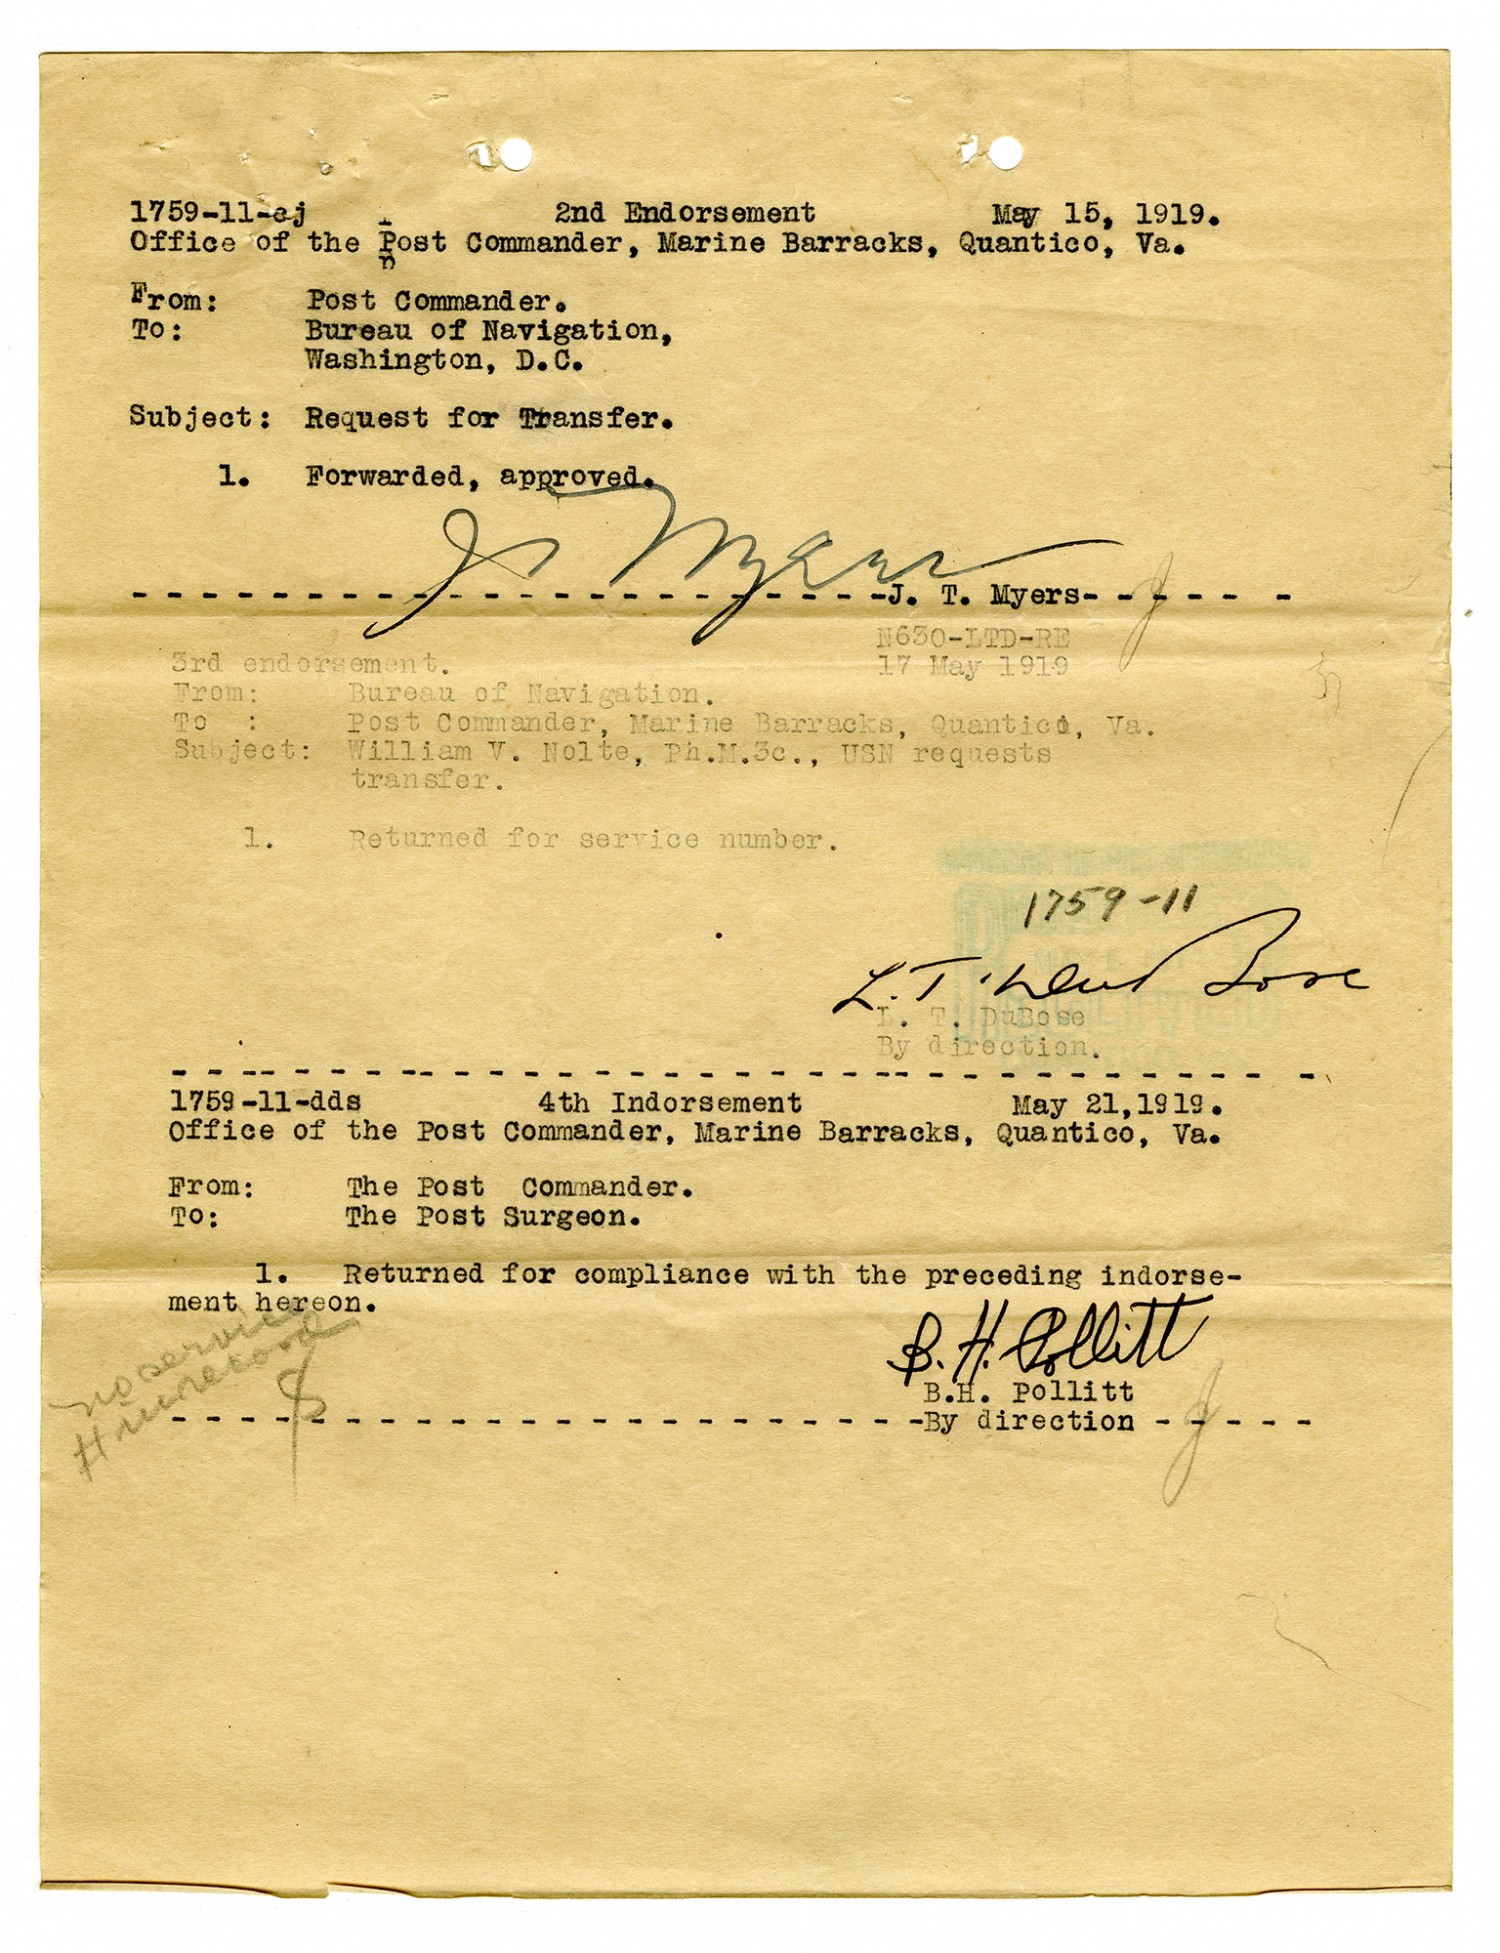 1759-11-ej 2nd Endorsement May 15, 1919.
Office of the Post Commander, Marine Barracks, Quantico, Va.
From: Post Commander.
To: Bureau of Navigation,
Washington, D.C.
Subject: Request for Transfer.
1. Forwarded, approved.
J T Myers
- - - - - - - - - - - - - - - - - - - - - -J. T. Myers- - - - - - -
N630-LTD-RE
3rd endorsement. 17 May 1919
From: Bureau of Navigation.
To : Post Commander, Marine Barracks, Quantico, Va.
Subject: William V. Nolte, Ph.M.3c., USN requests
transfer.
1. Returned for service number.
1759-11
L. T. DuBose
L. T. DuBose
By direction.
1759-11-dds 4th Indorsement May 21,1919.
Office of the Post Commander, Marine Barracks, Quantico, Va.
From: The Post Commander.
To: The Post Surgeon.
1. Returned for compliance with the preceding indorse-
ment hereon.
no service
# record
B. H. Pollitt
B.H. Pollitt
- - - - - - - - - - - - - - - - - - - - - -By direction - - - - -